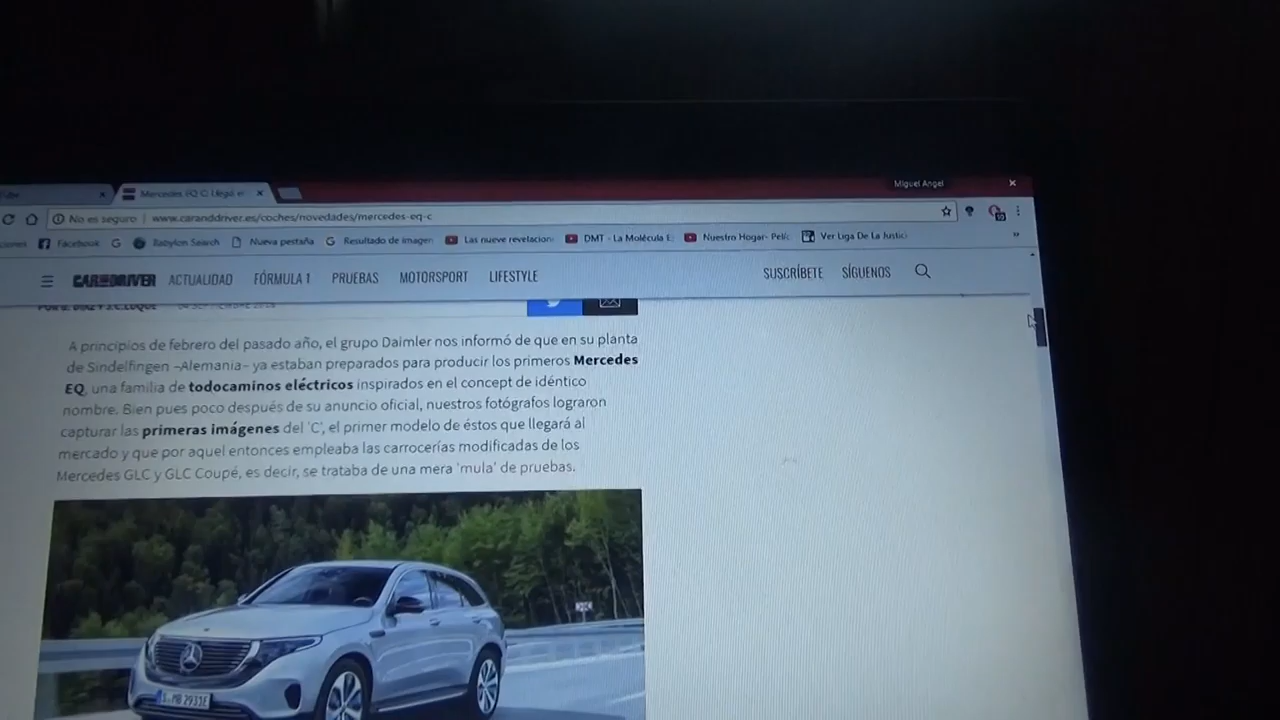 Mercedes EQ C: Llega e
Miguel Angel
No es seguro | www.caranddriver.es/coches/novedades/mercedes-eq-c
ciones Facebook Babylon Search Nueva pestaña Resultado de imagen Las nueve revelacion DMT - La Molécula E Nuestro Hogar- Pelíc Ver Liga De La Justici
CAR AND DRIVER ACTUALIDAD FÓRMULA 1 PRUEBAS MOTORSPORT LIFESTYLE SUSCRÍBETE SÍGUENOS
A principios de febrero del pasado año, el grupo Daimler nos informó de que en su planta
de Sindelfingen –Alemania– ya estaban preparados para producir los primeros Mercedes
EQ, una familia de todocaminos eléctricos inspirados en el concept de idéntico
nombre. Bien pues poco después de su anuncio oficial, nuestros fotógrafos lograron
capturar las primeras imágenes del 'C', el primer modelo de éstos que llegará al
mercado y que por aquel entonces empleaba las carrocerías modificadas de los
Mercedes GLC y GLC Coupé, es decir, se trataba de una mera 'mula' de pruebas.
S MB 2931E